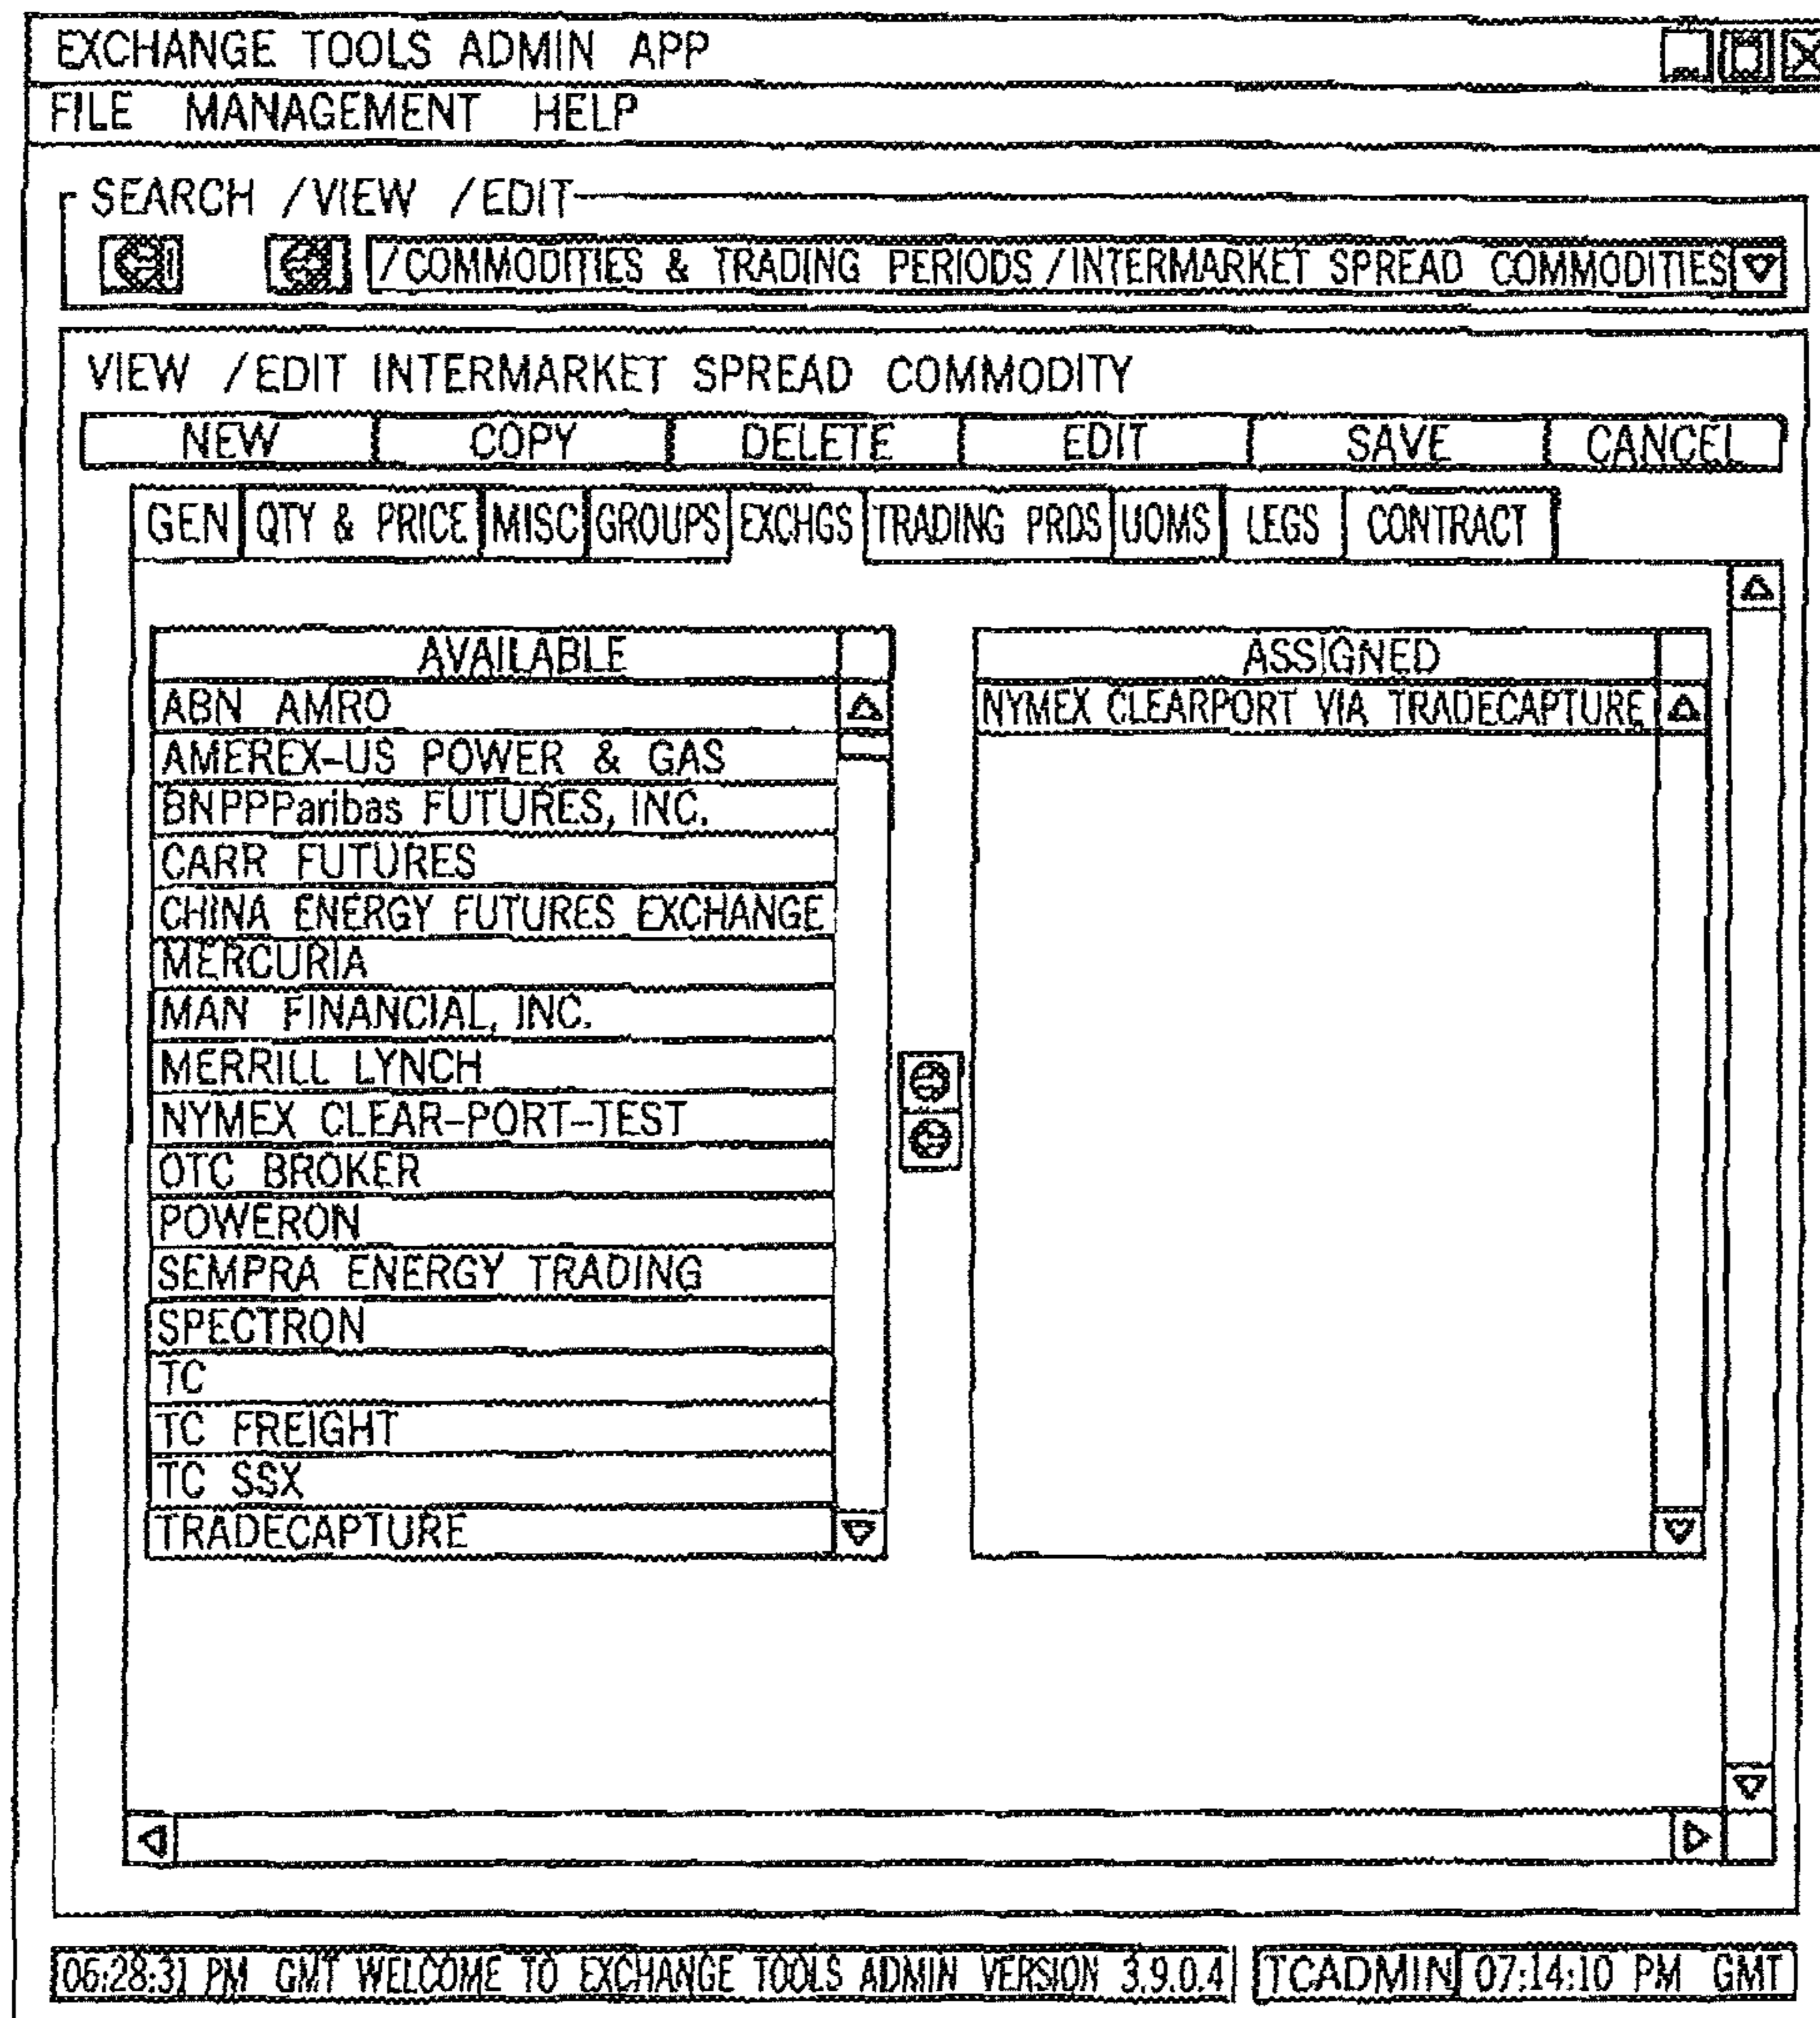 EXCHANGE TOOLS ADMIN APP
FILE MANAGEMENT HELP
SEARCH /VIEW /EDIT
/COMMODITIES & TRADING PERIODS /INTERMARKET SPREAD COMMODITIES
VIEW /EDIT INTERMARKET SPREAD COMMODITY
NEW COPY DELETE EDIT SAVE CANCEL
GEN QTY & PRICE MISC GROUPS EXCHGS TRADING PRDS UOMS LEGS CONTRACT
AVAILABLE ASSIGNED
ABN AMRO NYMEX CLEARPORT VIA TRADECAPTURE
AMEREX-US POWER & GAS
BNPPParibas FUTURES, INC.
CARR FUTURES
CHINA ENERGY FUTURES EXCHANGE
MERCURIA
MAN FINANCIAL, INC.
MERRILL LYNCH
NYMEX CLEAR-PORT-TEST
OTC BROKER
POWERON
SEMPRA ENERGY TRADING
SPECTRON
TC
TC FREIGHT
TC SSX
TRADECAPTURE
06:28:31 PM GMT WELCOME TO EXCHANGE TOOLS ADMIN VERSION 3.9.0.4 TCADMIN 07:14:10 PM GMT